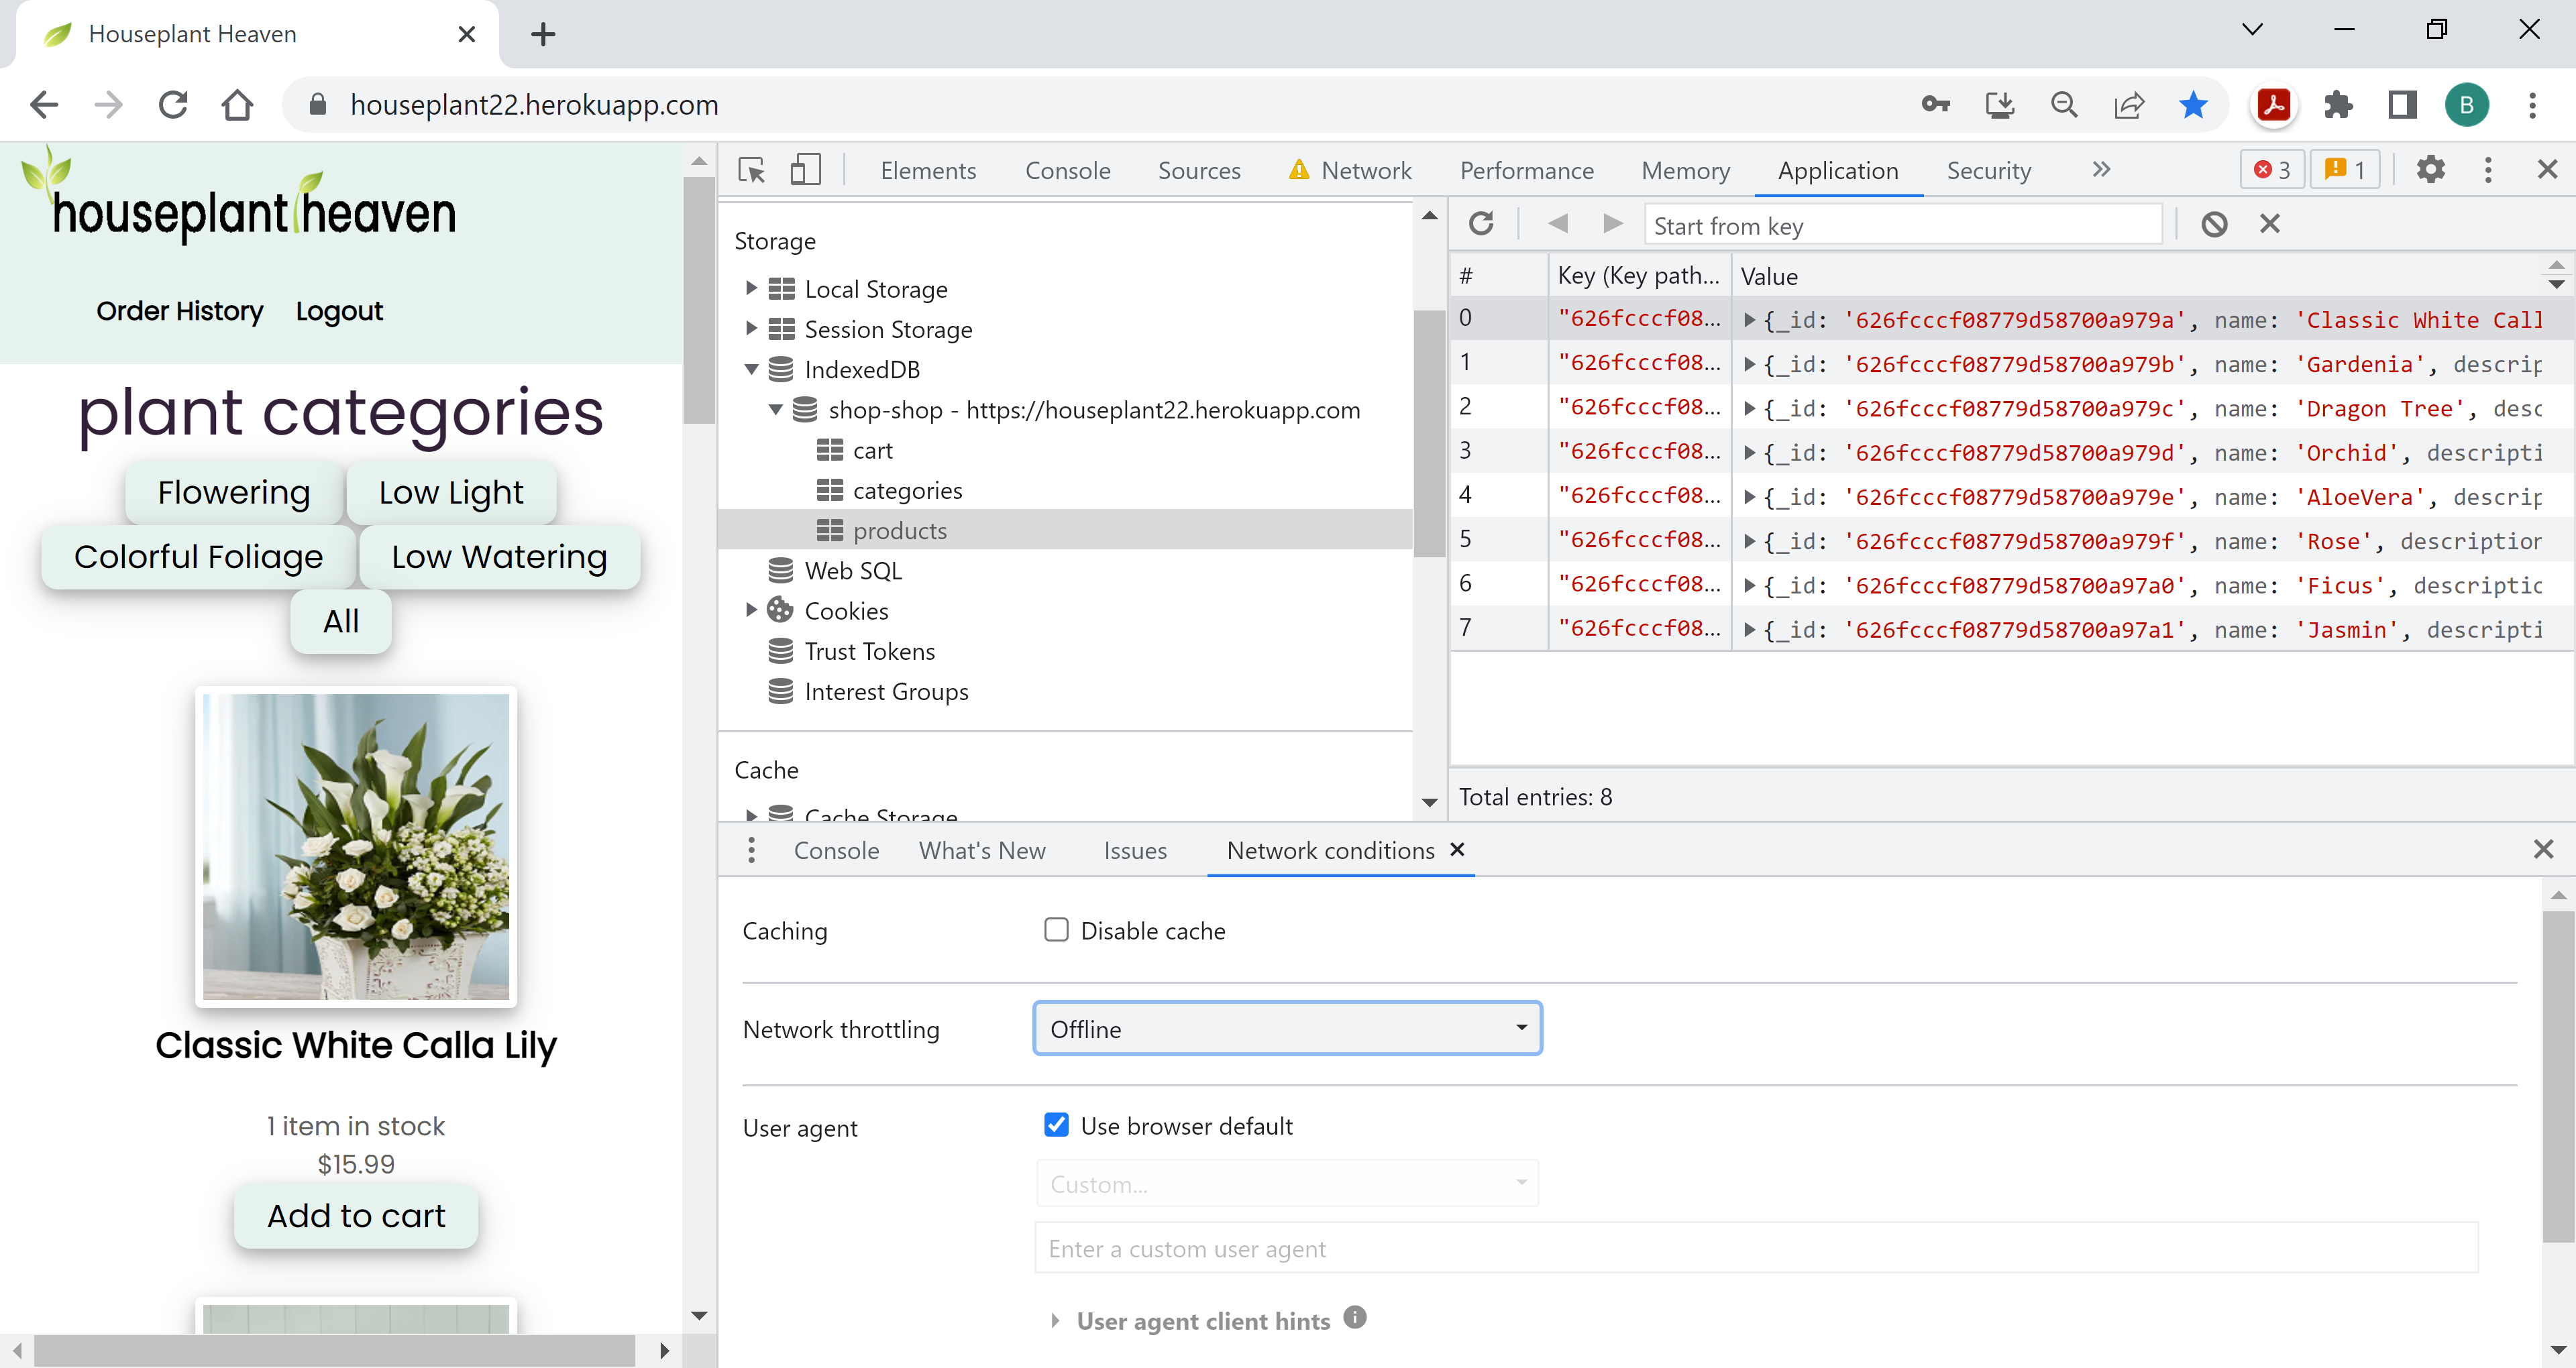 Houseplant Heaven
houseplant22.herokuapp.com
B
houseplant heaven
Order History Logout
plant categories
Flowering Low Light
Colorful Foliage Low Watering
All
Classic White Calla Lily
1 item in stock
$15.99
Add to cart
Elements Console Sources Network Performance Memory Application Security » 3 1
Storage
Local Storage
Session Storage
IndexedDB
shop-shop - https://houseplant22.herokuapp.com
cart
categories
products
Web SQL
Cookies
Trust Tokens
Interest Groups
Cache
Cache Storage
Start from key
# Key (Key path... Value
0 "626fcccf08... {_id: '626fcccf08779d58700a979a', name: 'Classic White Call
1 "626fcccf08... {_id: '626fcccf08779d58700a979b', name: 'Gardenia', descrip
2 "626fcccf08... {_id: '626fcccf08779d58700a979c', name: 'Dragon Tree', desc
3 "626fcccf08... {_id: '626fcccf08779d58700a979d', name: 'Orchid', descripti
4 "626fcccf08... {_id: '626fcccf08779d58700a979e', name: 'AloeVera', descrip
5 "626fcccf08... {_id: '626fcccf08779d58700a979f', name: 'Rose', description
6 "626fcccf08... {_id: '626fcccf08779d58700a97a0', name: 'Ficus', descriptic
7 "626fcccf08... {_id: '626fcccf08779d58700a97a1', name: 'Jasmin', descripti
Total entries: 8
Console What's New Issues Network conditions
Caching Disable cache
Network throttling Offline
User agent Use browser default
Custom...
Enter a custom user agent
User agent client hints